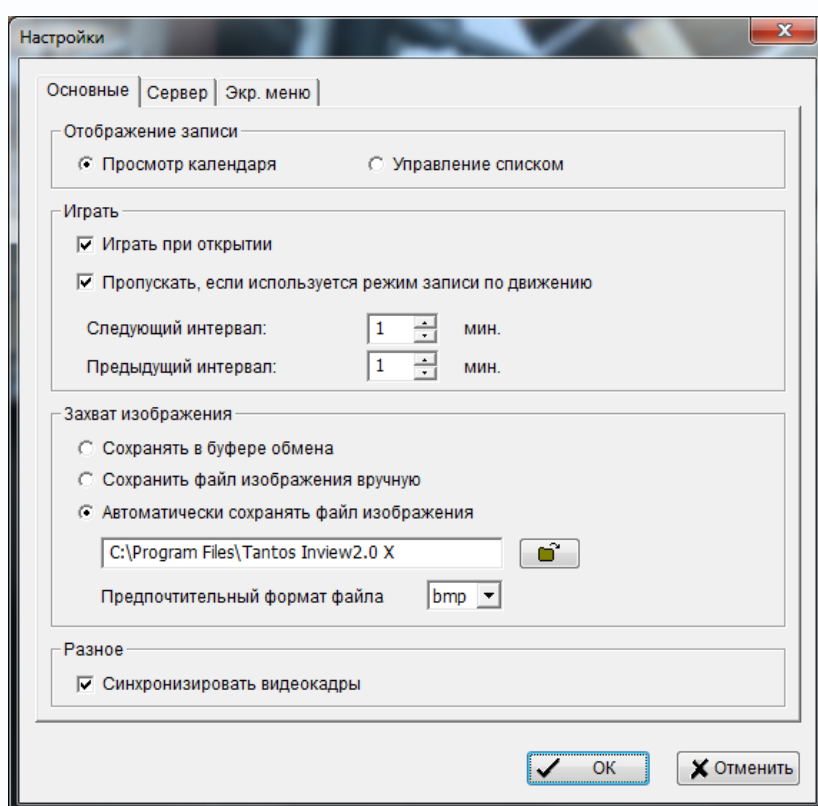 Настройки
Основные Сервер Экр. меню
Отображение записи
Просмотр календаря Управление списком
Играть
Играть при открытии
Пропускать, если используется режим записи по движению
Следующий интервал: 1 мин.
Предыдущий интервал: 1 мин.
Захват изображения
Сохранять в буфере обмена
Сохранить файл изображения вручную
Автоматически сохранять файл изображения
C:\Program Files\Tantos Inview2.0 X
Предпочтительный формат файла bmp
Разное
Синхронизировать видеокадры
OK Отменить